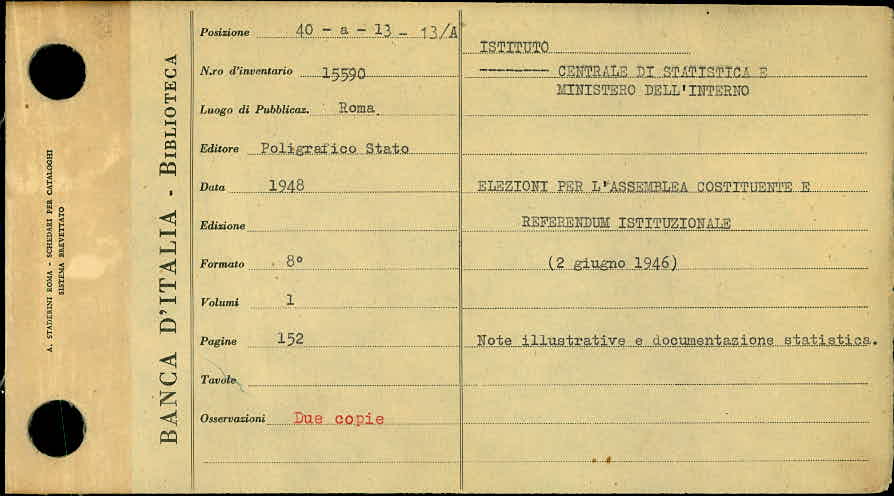 A. STADERINI ROMA - SCHEDARI PER CATALOGHI
SISTEMA BREVETTATO
BANCA D'ITALIA - BIBLIOTECA
Posizione 40 - a - 13 - 13/A
N.ro d'inventario 15590
Luogo di Pubblicaz. Roma
Editore Poligrafico Stato
Data 1948
Edizione
Formato 8°
Volumi 1
Pagine 152
Tavole
Osservazioni Due copie
ISTITUTO
--------- CENTRALE DI STATISTICA E
MINISTERO DELL'INTERNO
ELEZIONI PER L'ASSEMBLEA COSTITUENTE E
REFERENDUM ISTITUZIONALE
(2 giugno 1946)
Note illustrative e documentazione statistica.